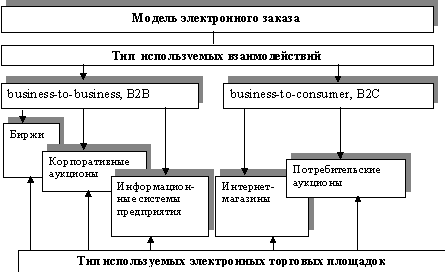 Модель электронного заказа
Тип используемых взаимодействий
business-to-business, B2B
business-to-consumer, B2C
Биржи
Корпоративные
аукционы
Информацион-
ные системы
предприятия
Интернет-
магазины
Потребительские
аукционы
Тип используемых электронных торговых площадок